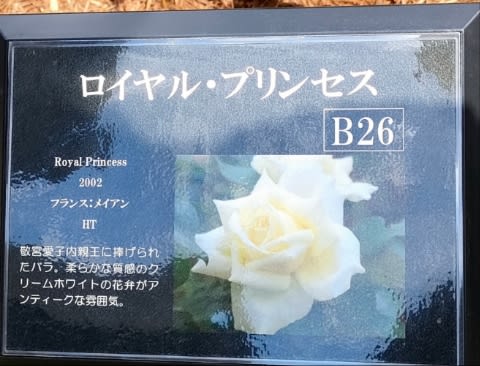 ロイヤル・プリンセス
B26
Royal Princess
2002
フランス:メイアン
HT
敬宮愛子内親王に捧げられ
たバラ。柔らかな質感のク
リームホワイトの花弁がア
ンティークな雰囲気。